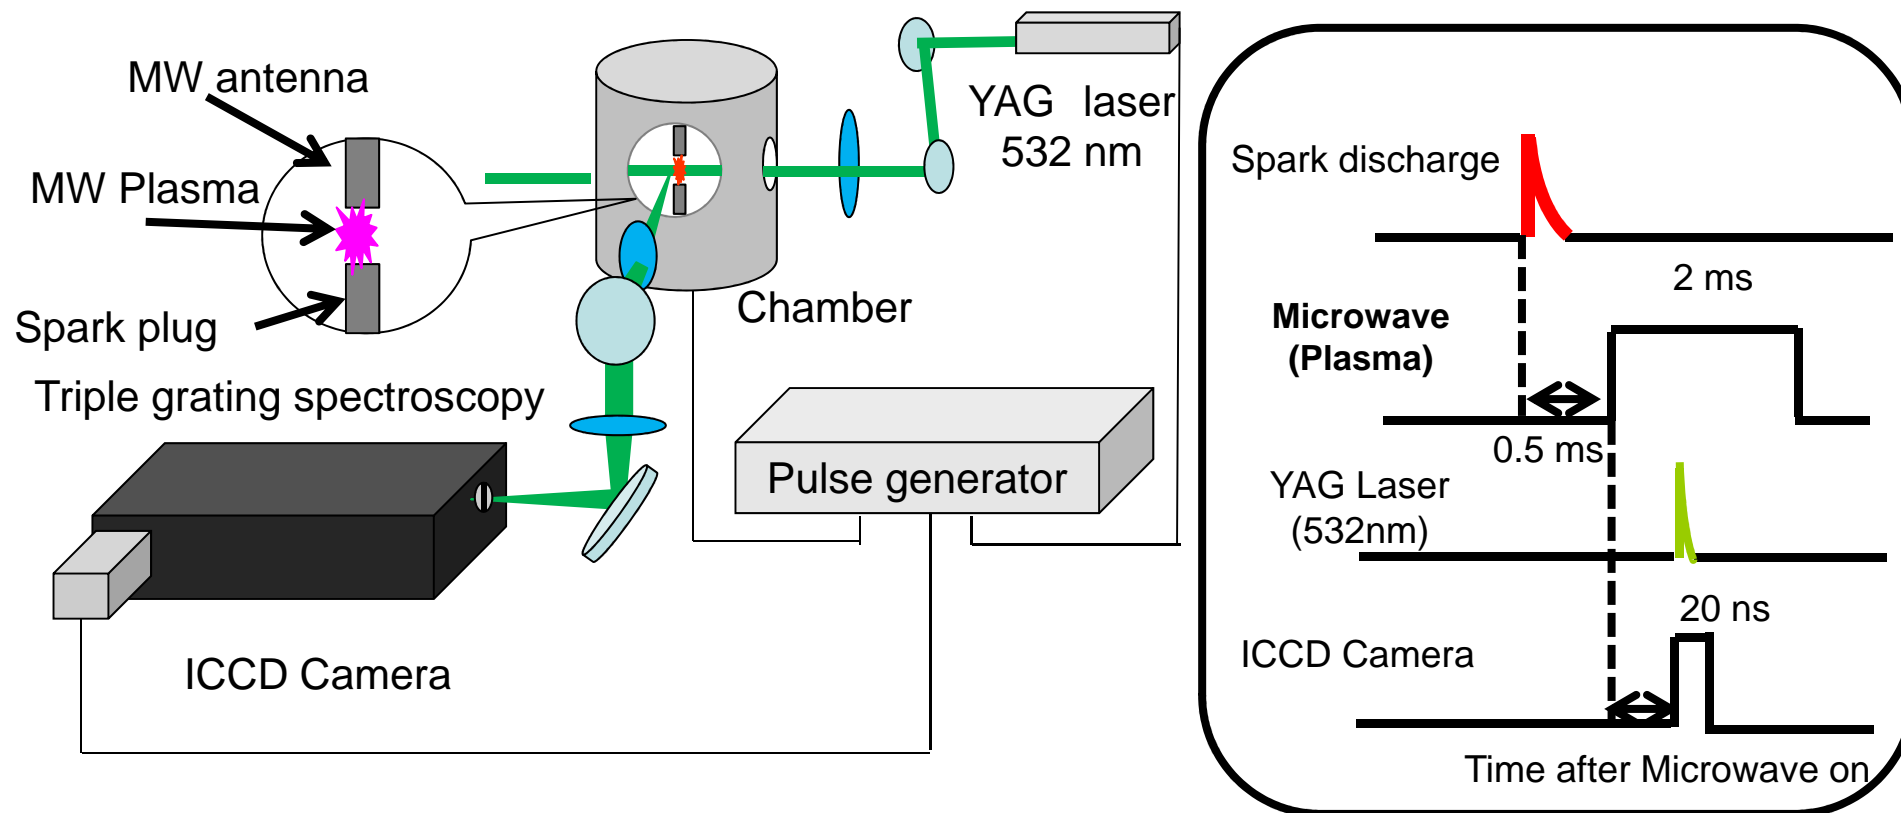 MW antenna
MW Plasma
Spark plug
Triple grating spectroscopy
ICCD Camera
Chamber
YAG laser
532 nm
Pulse generator
Spark discharge
2 ms
Microwave
(Plasma)
0.5 ms
YAG Laser
(532nm)
20 ns
ICCD Camera
Time after Microwave on